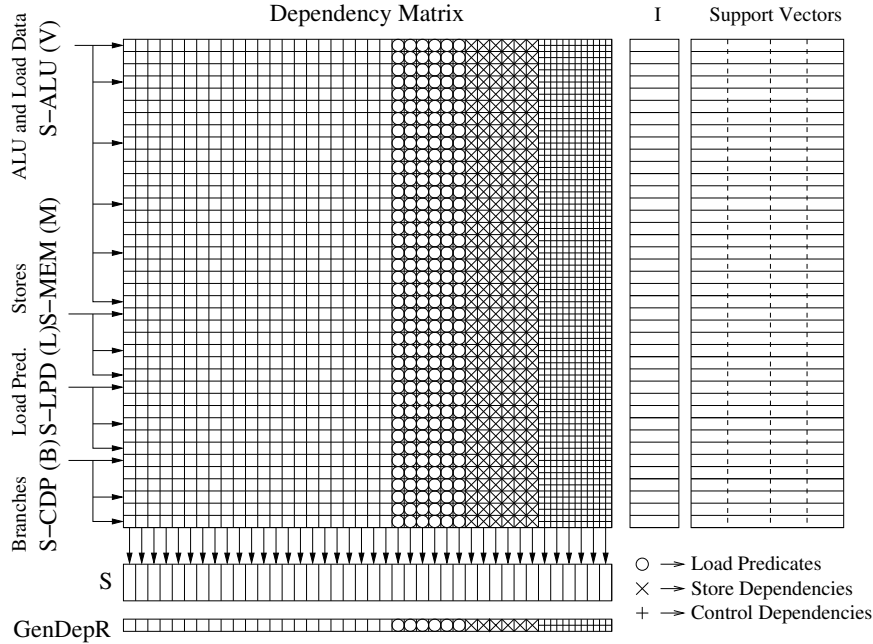 Dependency Matrix
I
Support Vectors
ALU and Load Data
S-ALU (V)
Stores
S-MEM (M)
Load Pred.
S-LPD (L)
Branches
S-CDP (B)
S
GenDepR
Load Predicates
Store Dependencies
Control Dependencies